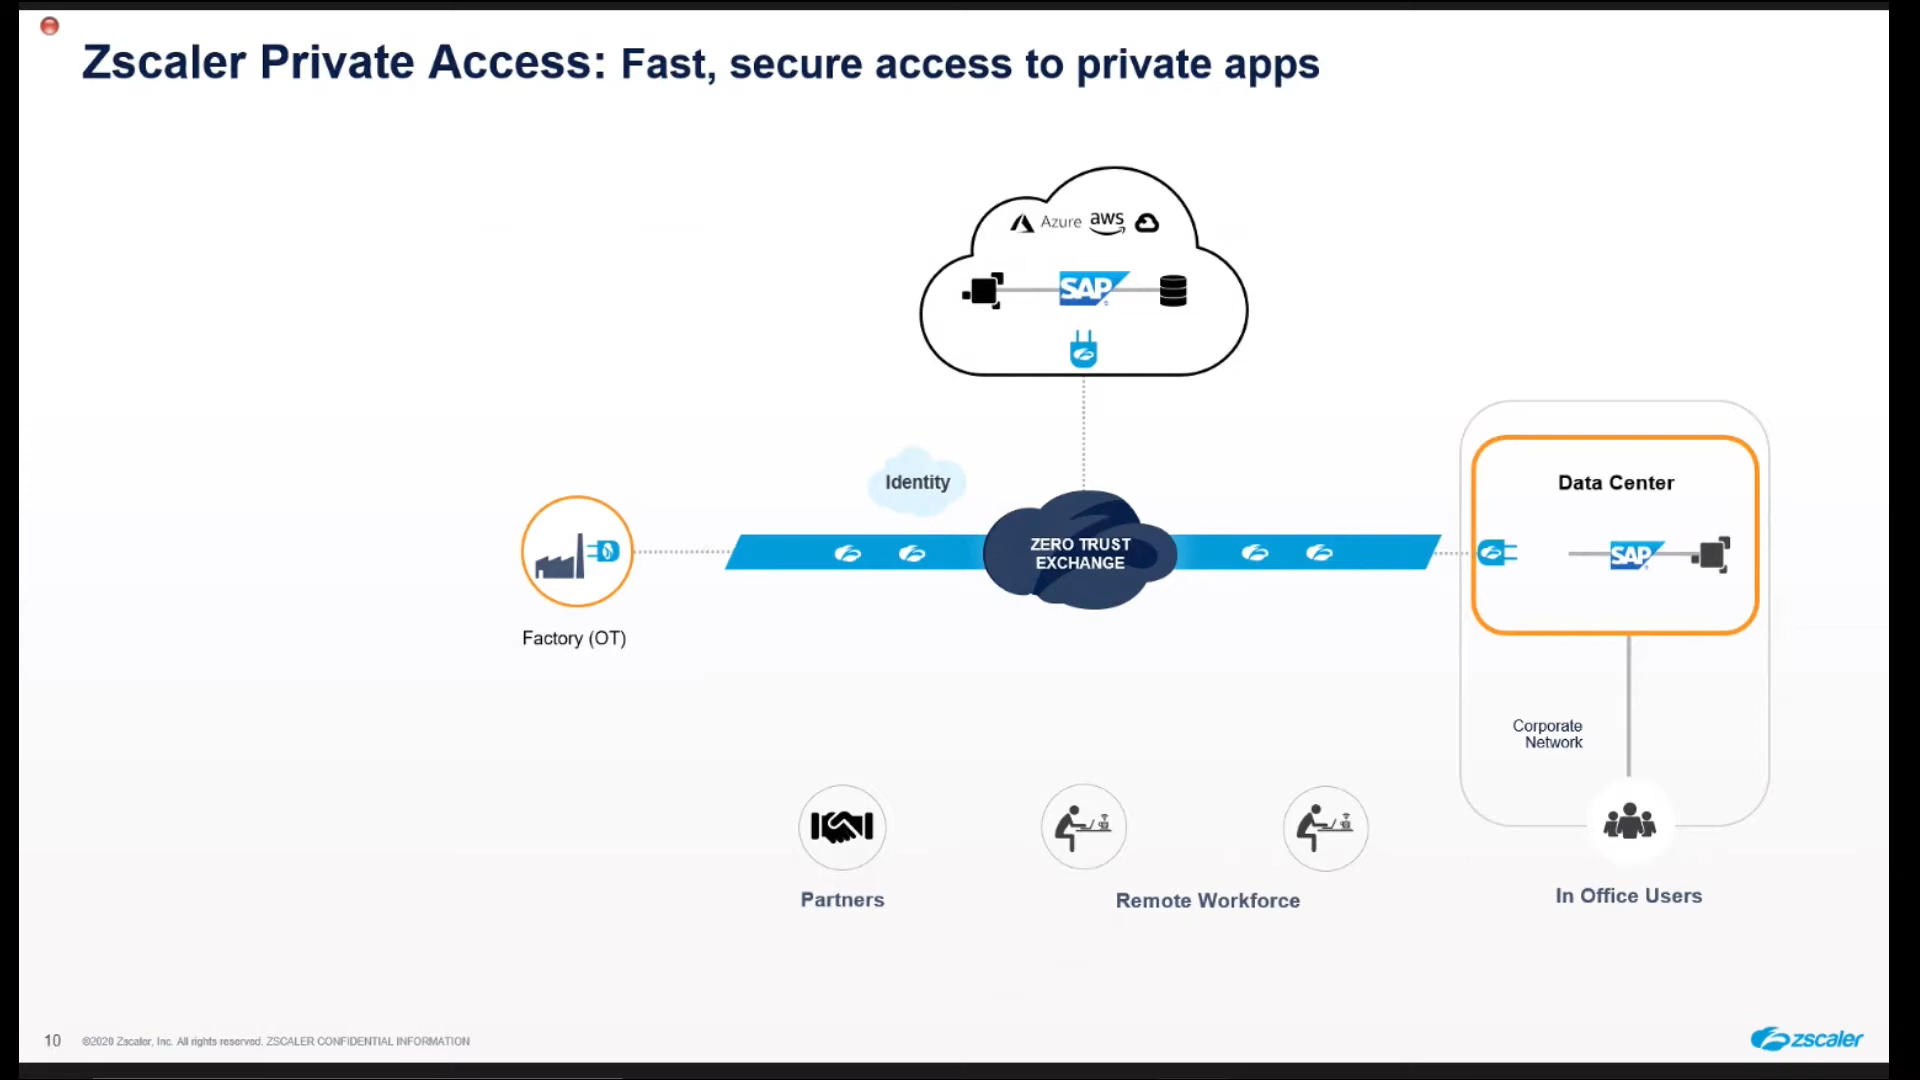 Zscaler Private Access: Fast, secure access to private apps
Azure aws
SAP
Identity
ZERO TRUST
EXCHANGE
Data Center
SAP
Factory (OT)
Corporate
Network
Partners
Remote Workforce
In Office Users
10 ©2020 Zscaler, Inc. All rights reserved. ZSCALER CONFIDENTIAL INFORMATION
zscaler